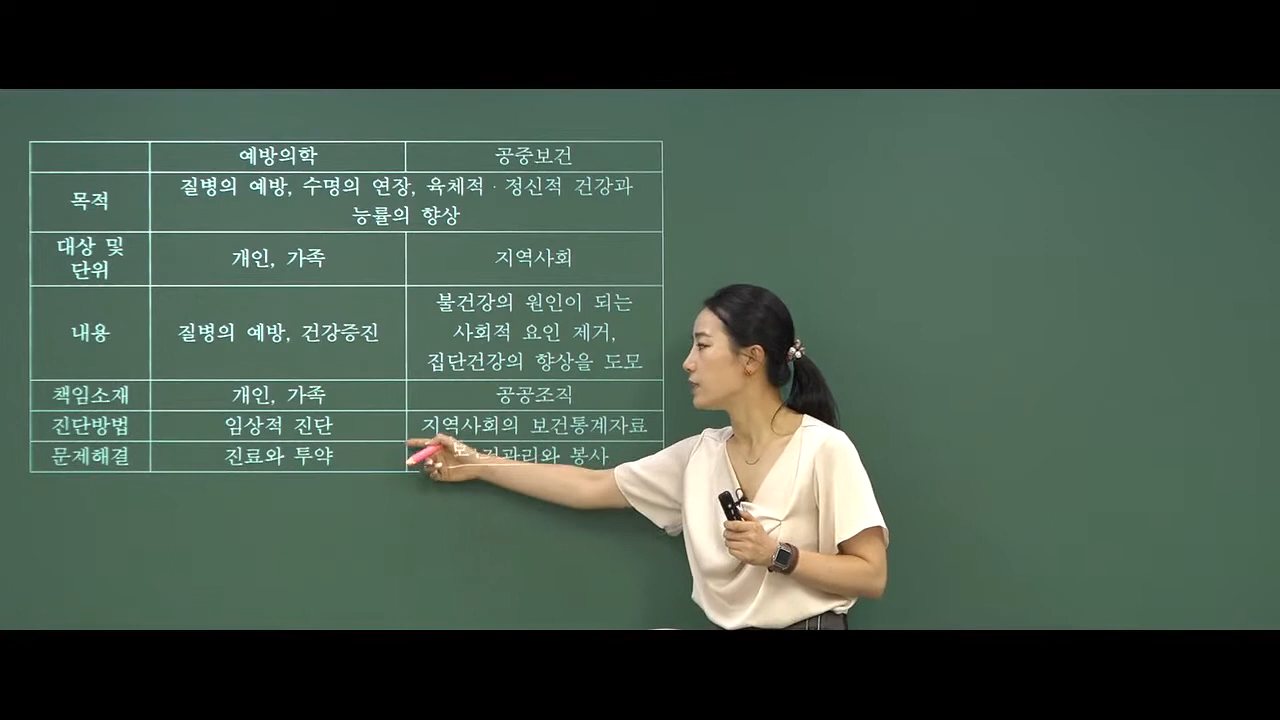 예방의학 공중보건
목적 질병의 예방, 수명의 연장, 육체적·정신적 건강과
능률의 향상
대상 및
단위 개인, 가족 지역사회
내용 질병의 예방, 건강증진 불건강의 원인이 되는
사회적 요인 제거,
집단건강의 향상을 도모
책임소재 개인, 가족 공공조직
진단방법 임상적 진단 지역사회의 보건통계자료
문제해결 진료와 투약 봉사